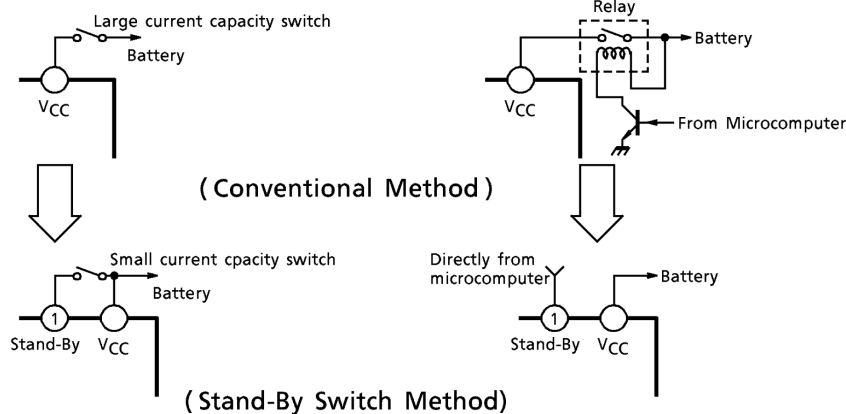 Large current capacity switch
Battery
VCC
Relay
Battery
VCC
From Microcomputer
(Conventional Method)
Small current cpacity switch
Battery
1
Stand-By
VCC
Directly from
microcomputer
Battery
1
Stand-By
VCC
(Stand-By Switch Method)